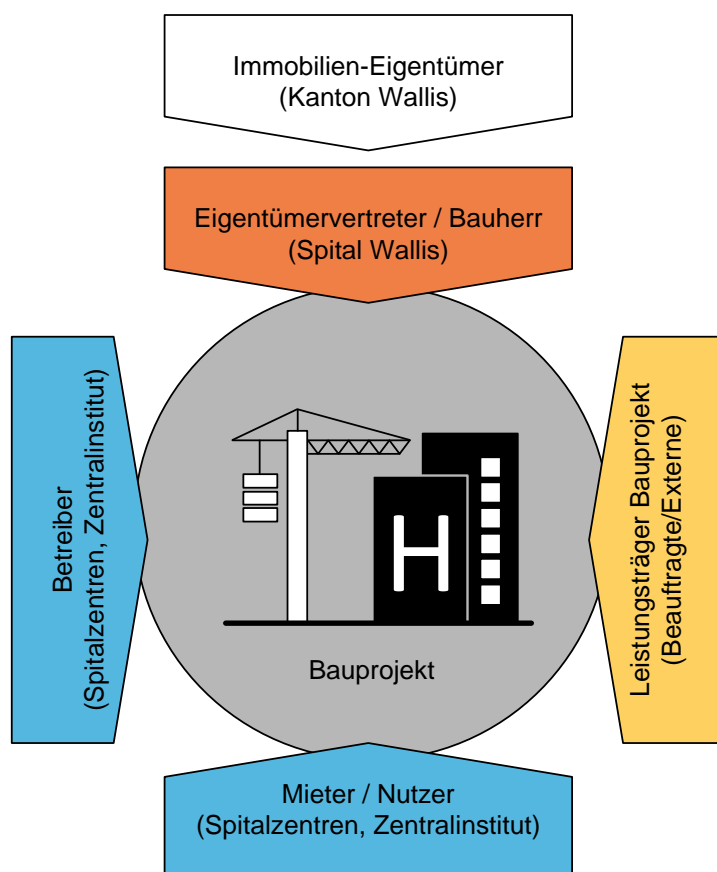 Immobilien-Eigentümer
(Kanton Wallis)
Eigentümervertreter / Bauherr
(Spital Wallis)
Betreiber
(Spitalzentren, Zentralinstitut)
H
Bauprojekt
Leistungsträger Bauprojekt
(Beauftragte/Externe)
Mieter / Nutzer
(Spitalzentren, Zentralinstitut)